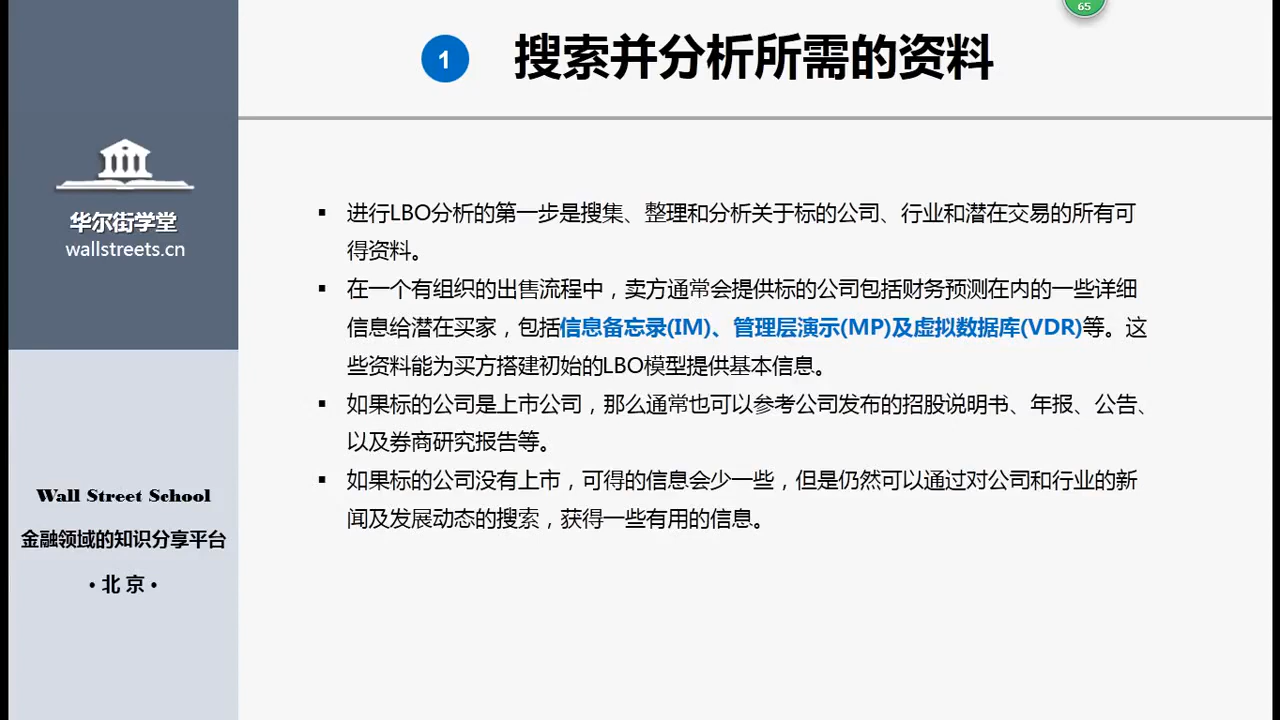 65
1
搜索并分析所需的资料
华尔街学堂
wallstreets.cn
▪ 进行LBO分析的第一步是搜集、整理和分析关于标的公司、行业和潜在交易的所有可
得资料。
▪ 在一个有组织的出售流程中，卖方通常会提供标的公司包括财务预测在内的一些详细
信息给潜在买家，包括信息备忘录(IM)、管理层演示(MP)及虚拟数据库(VDR)等。这
些资料能为买方搭建初始的LBO模型提供基本信息。
▪ 如果标的公司是上市公司，那么通常也可以参考公司发布的招股说明书、年报、公告、
以及券商研究报告等。
▪ 如果标的公司没有上市，可得的信息会少一些，但是仍然可以通过对公司和行业的新
闻及发展动态的搜索，获得一些有用的信息。
Wall Street School
金融领域的知识分享平台
• 北 京 •